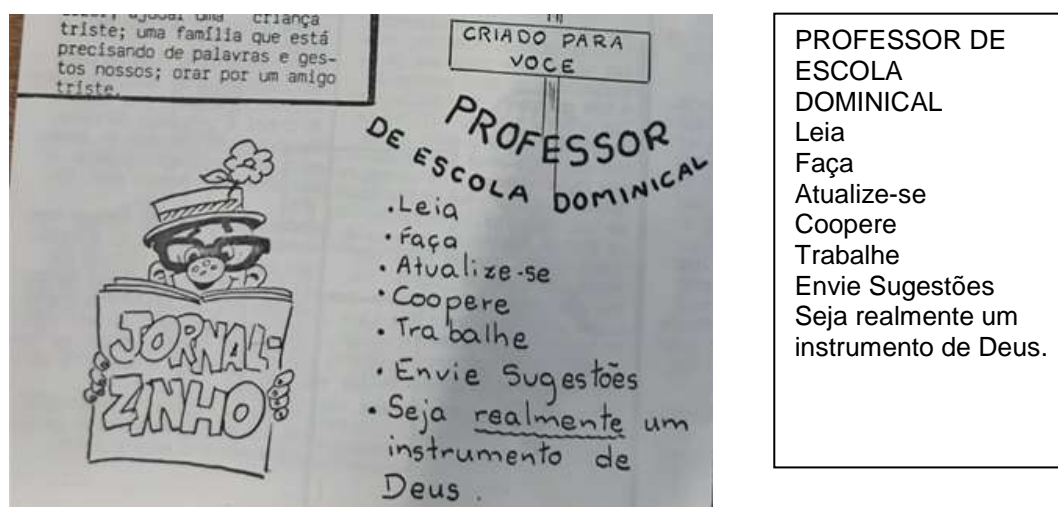 criança
triste; uma família que está
precisando de palavras e ges-
tos nossos; orar por um amigo
triste.
CRIADO PARA
VOCE
PROFESSOR
DE ESCOLA DOMINICAL
.Leia
• Faça
• Atualize-se
• Coopere
• Trabalhe
• Envie Sugestões
• Seja realmente um
instrumento de
Deus.
JORNAL-
ZINHO
PROFESSOR DE
ESCOLA
DOMINICAL
Leia
Faça
Atualize-se
Coopere
Trabalhe
Envie Sugestões
Seja realmente um
instrumento de Deus.